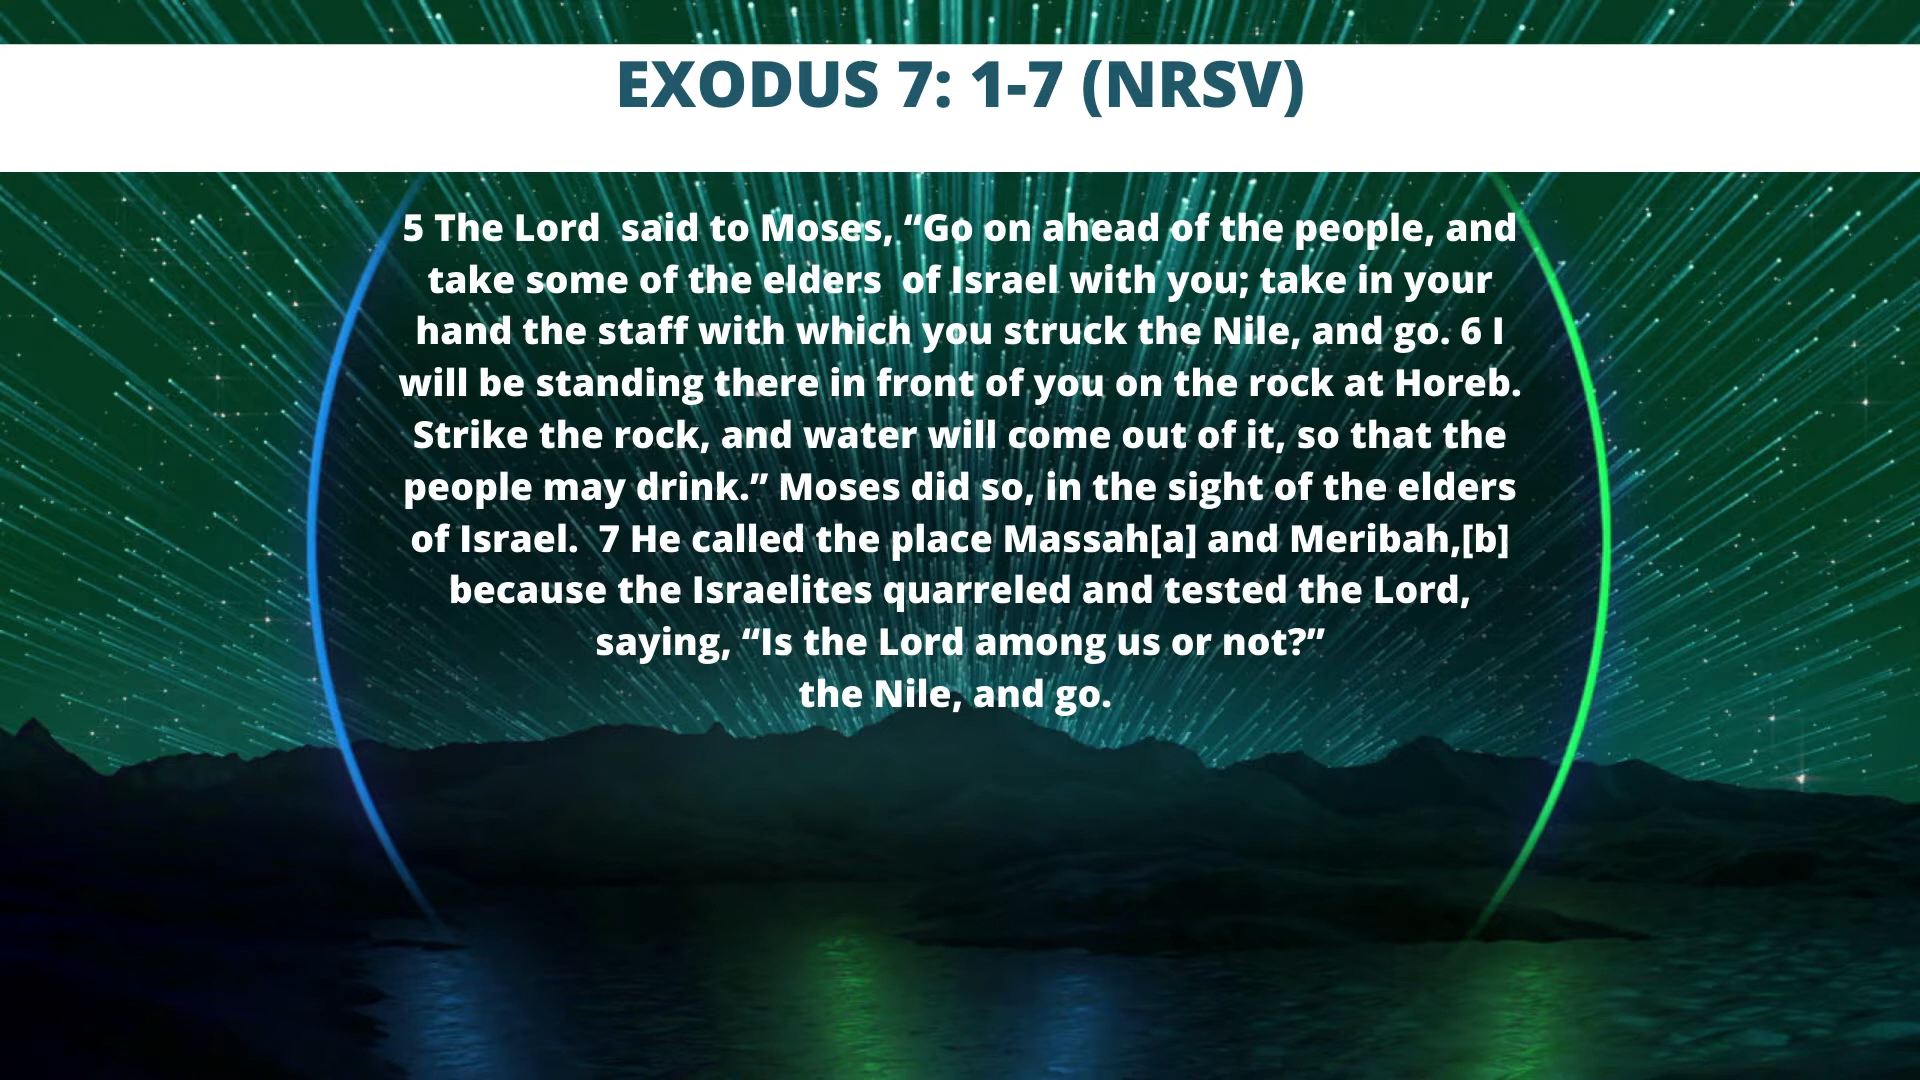 EXODUS 7: 1-7 (NRSV)
5 The Lord  said to Moses, “Go on ahead of the people, and
take some of the elders  of Israel with you; take in your
hand the staff with which you struck the Nile, and go. 6 I
will be standing there in front of you on the rock at Horeb.
Strike the rock, and water will come out of it, so that the
people may drink.” Moses did so, in the sight of the elders
of Israel.  7 He called the place Massah[a] and Meribah,[b]
because the Israelites quarreled and tested the Lord,
saying, “Is the Lord among us or not?”
the Nile, and go.